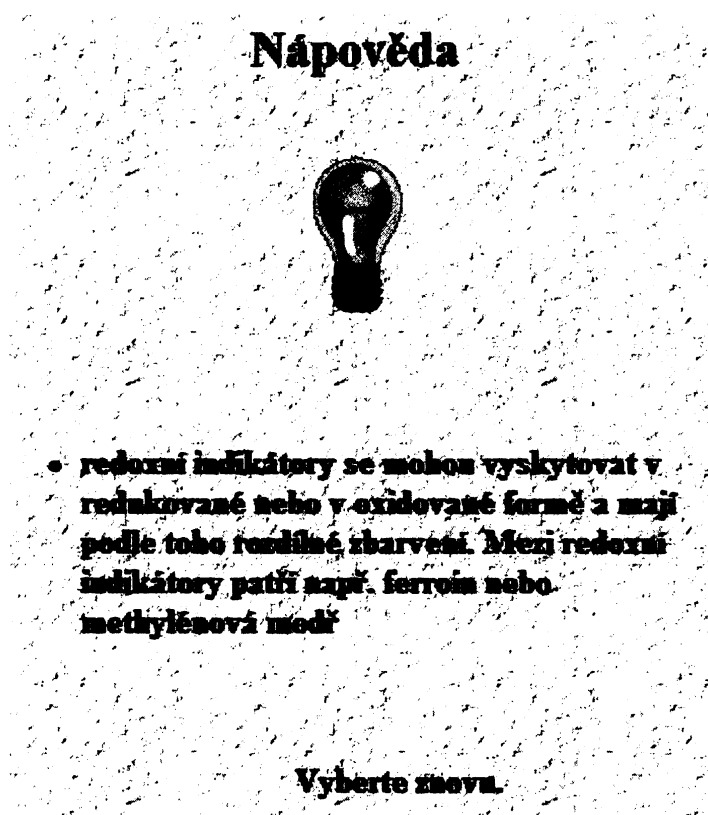 Nápověda
redoxní indikátory se mohou vyskytovat v
redukované nebo v oxidované formě a mají
podle toho rozdílné zbarvení. Mezi redoxní
indikátory patří např. ferroin nebo
methylénová modř
Vyberte znovu.